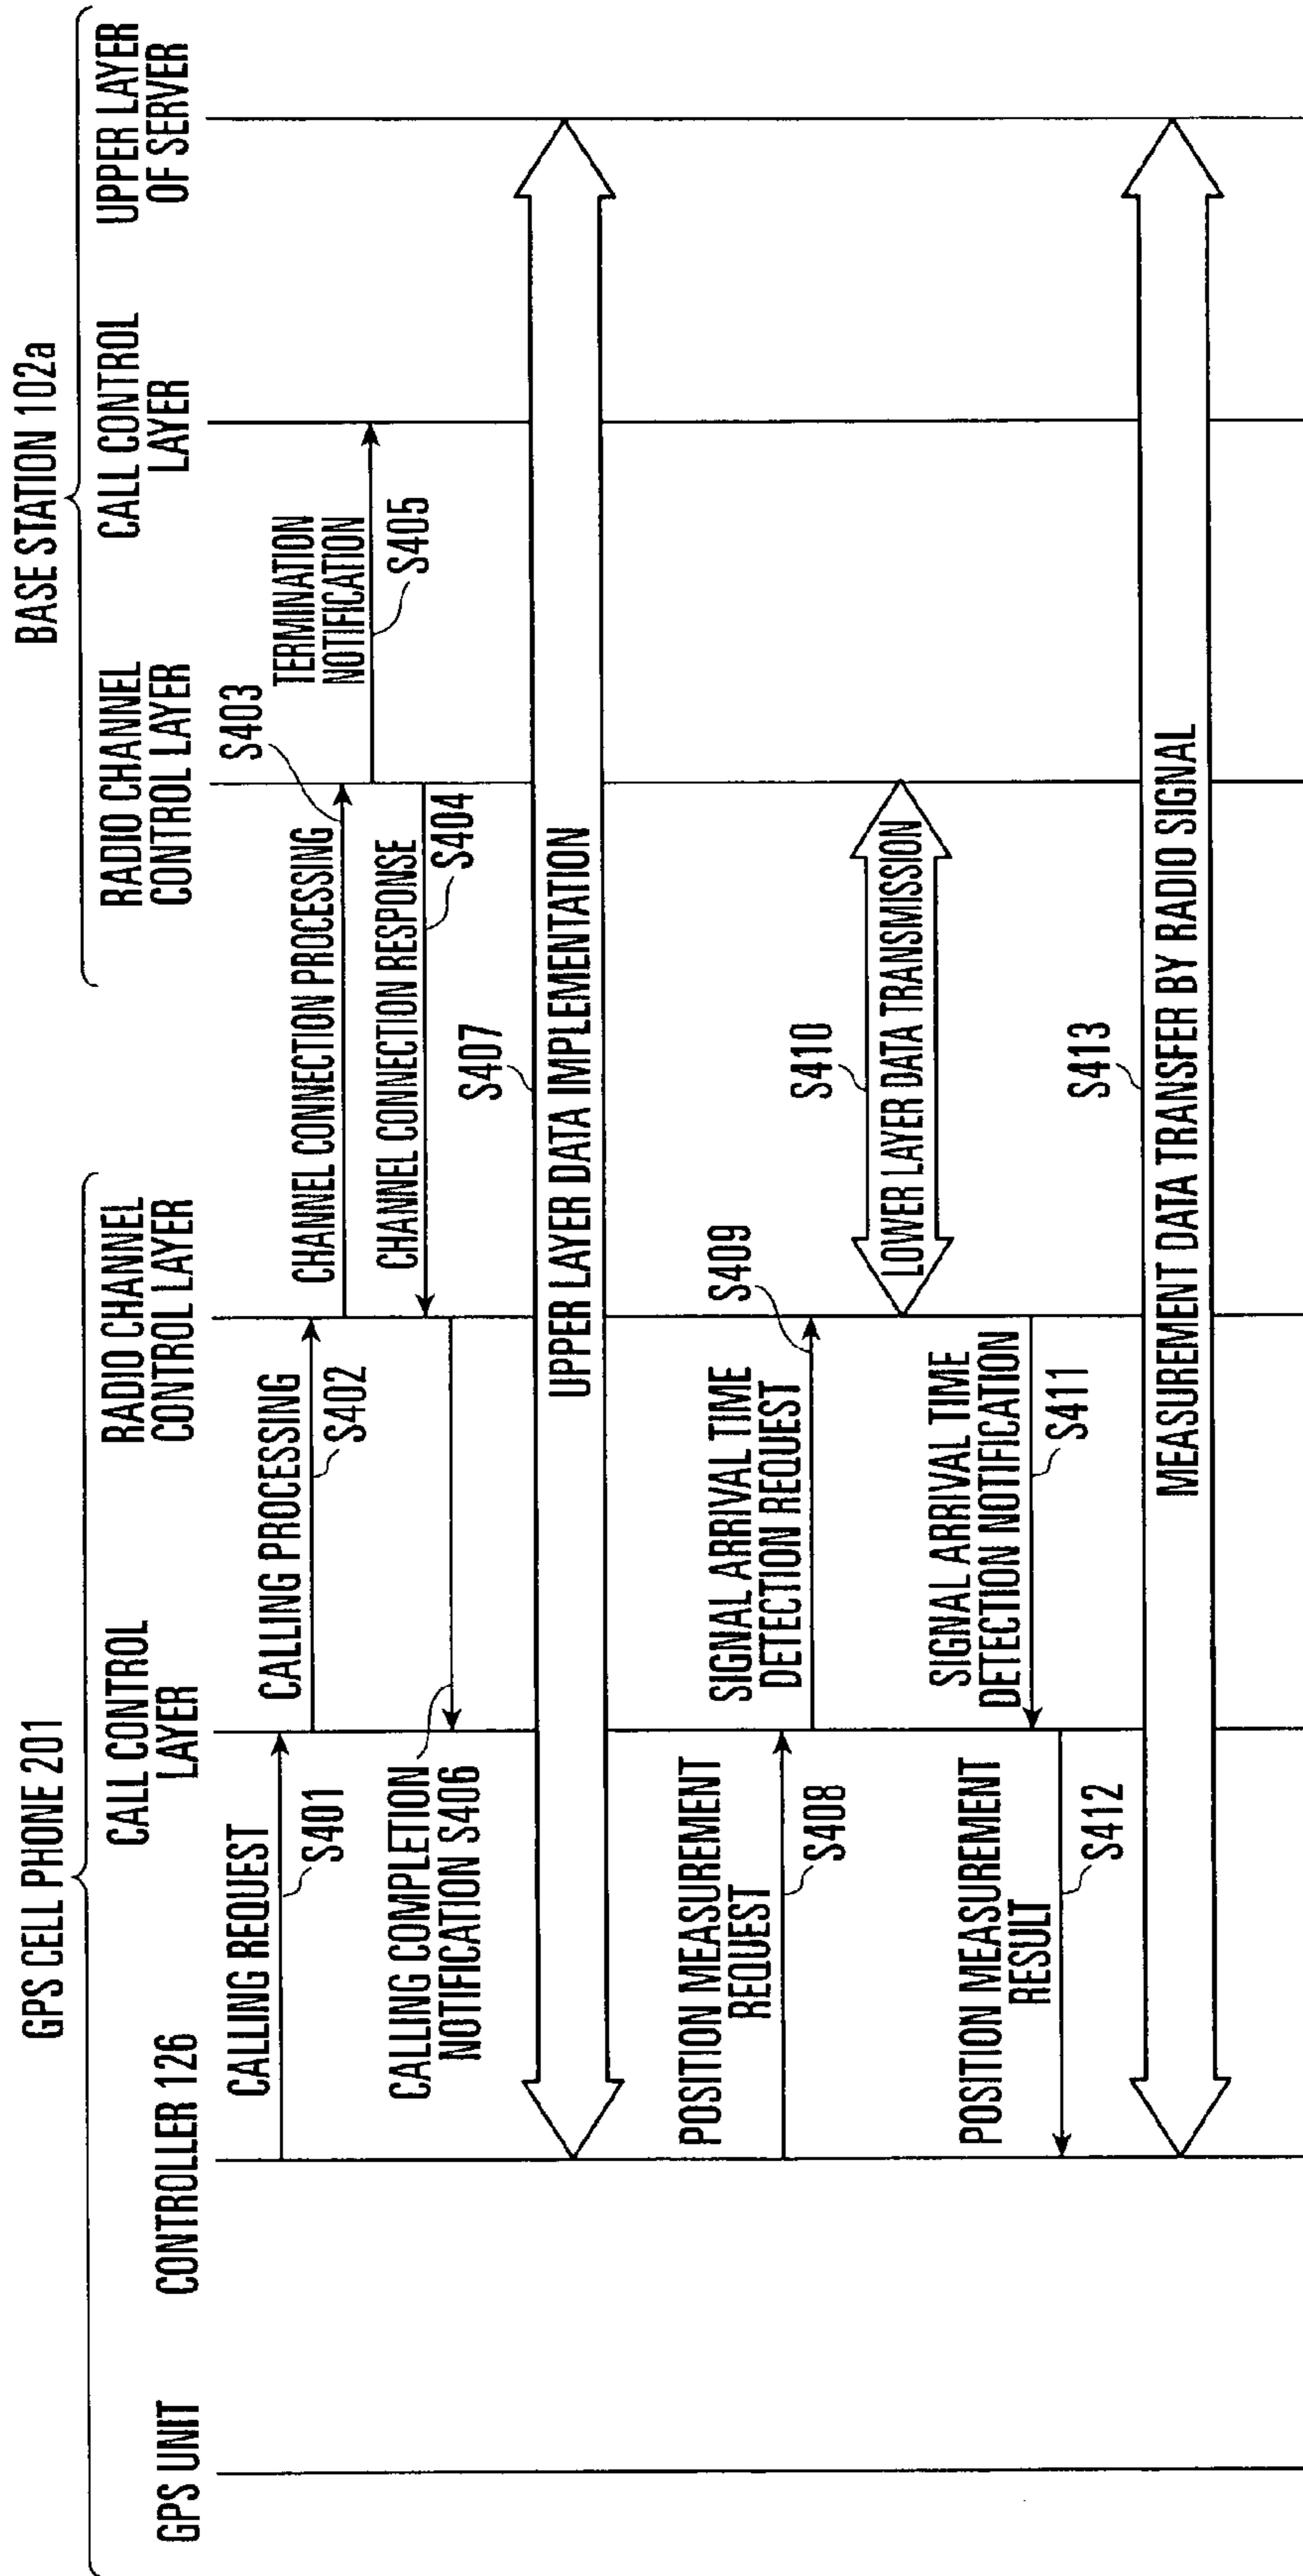 GPS CELL PHONE 201
BASE STATION 102a
GPS UNIT
CONTROLLER 126
CALL CONTROL
LAYER
RADIO CHANNEL
CONTROL LAYER
RADIO CHANNEL
CONTROL LAYER
CALL CONTROL
LAYER
UPPER LAYER
OF SERVER
CALLING REQUEST
S401
CALLING PROCESSING
S402
CHANNEL CONNECTION PROCESSING
S403
TERMINATION
NOTIFICATION
S405
CHANNEL CONNECTION RESPONSE
S404
CALLING COMPLETION
NOTIFICATION S406
S407
UPPER LAYER DATA IMPLEMENTATION
POSITION MEASUREMENT
REQUEST
S408
SIGNAL ARRIVAL TIME
DETECTION REQUEST
S409
S410
LOWER LAYER DATA TRANSMISSION
SIGNAL ARRIVAL TIME
DETECTION NOTIFICATION
S411
POSITION MEASUREMENT
RESULT
S412
S413
MEASUREMENT DATA TRANSFER BY RADIO SIGNAL